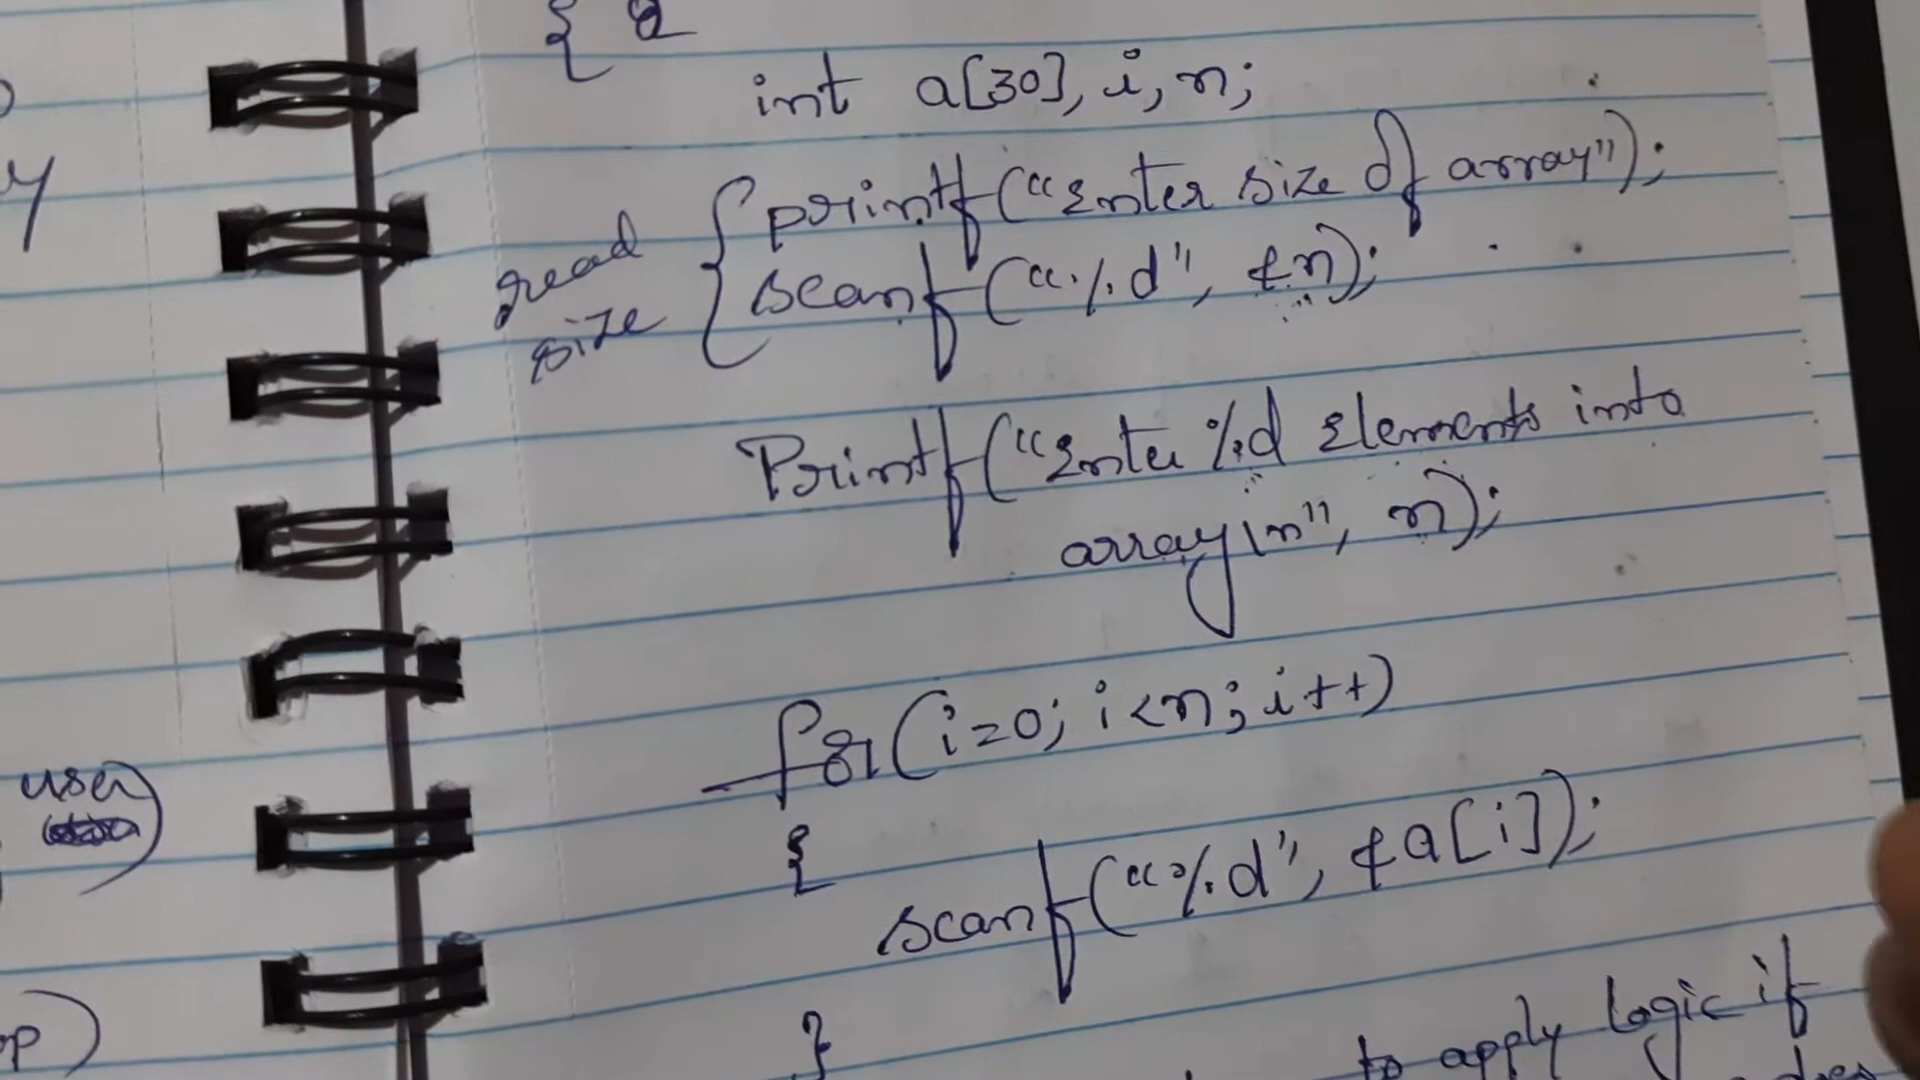 {
int a[30], i, n;
read size { printf("Enter size of array");
scanf("%d", &n);
Printf("Enter %d Elements into
array\n", n);
for(i=0; i<n; i++)
{
scanf("%d", &a[i]);
}
to apply logic if
y
user)
op)